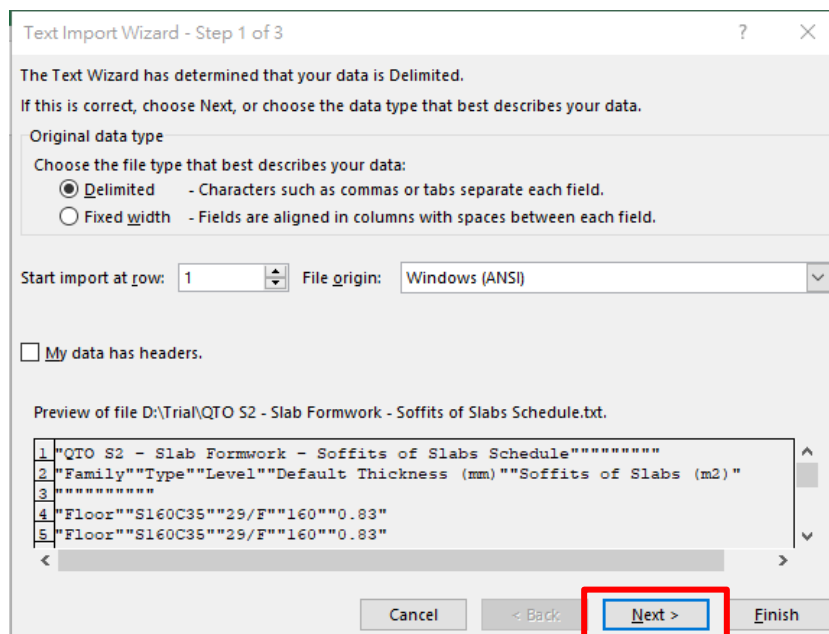 Text Import Wizard - Step 1 of 3
The Text Wizard has determined that your data is Delimited.
If this is correct, choose Next, or choose the data type that best describes your data.
Original data type
Choose the file type that best describes your data:
Delimited - Characters such as commas or tabs separate each field.
Fixed width - Fields are aligned in columns with spaces between each field.
Start import at row: 1 File origin: Windows (ANSI)
My data has headers.
Preview of file D:\Trial\QTO S2 - Slab Formwork - Soffits of Slabs Schedule.txt.
1 "QTO S2 - Slab Formwork - Soffits of Slabs Schedule"""""""""
2 "Family""Type""Level""Default Thickness (mm)""Soffits of Slabs (m2)"
3 """"""""""
4 "Floor""S160C35""29/F""160""0.83"
5 "Floor""S160C35""29/F""160""0.83"
Cancel < Back Next > Finish